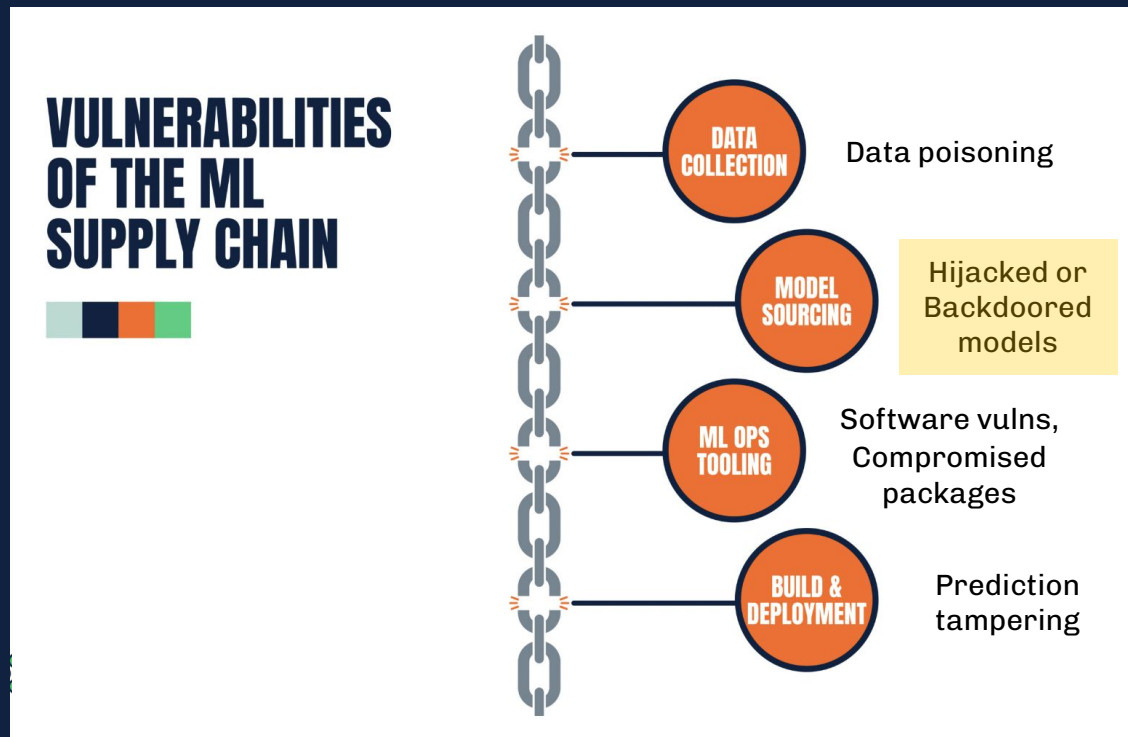 VULNERABILITIES
OF THE ML
SUPPLY CHAIN
DATA
COLLECTION
Data poisoning
MODEL
SOURCING
Hijacked or
Backdoored
models
ML OPS
TOOLING
Software vulns,
Compromised
packages
BUILD &
DEPLOYMENT
Prediction
tampering